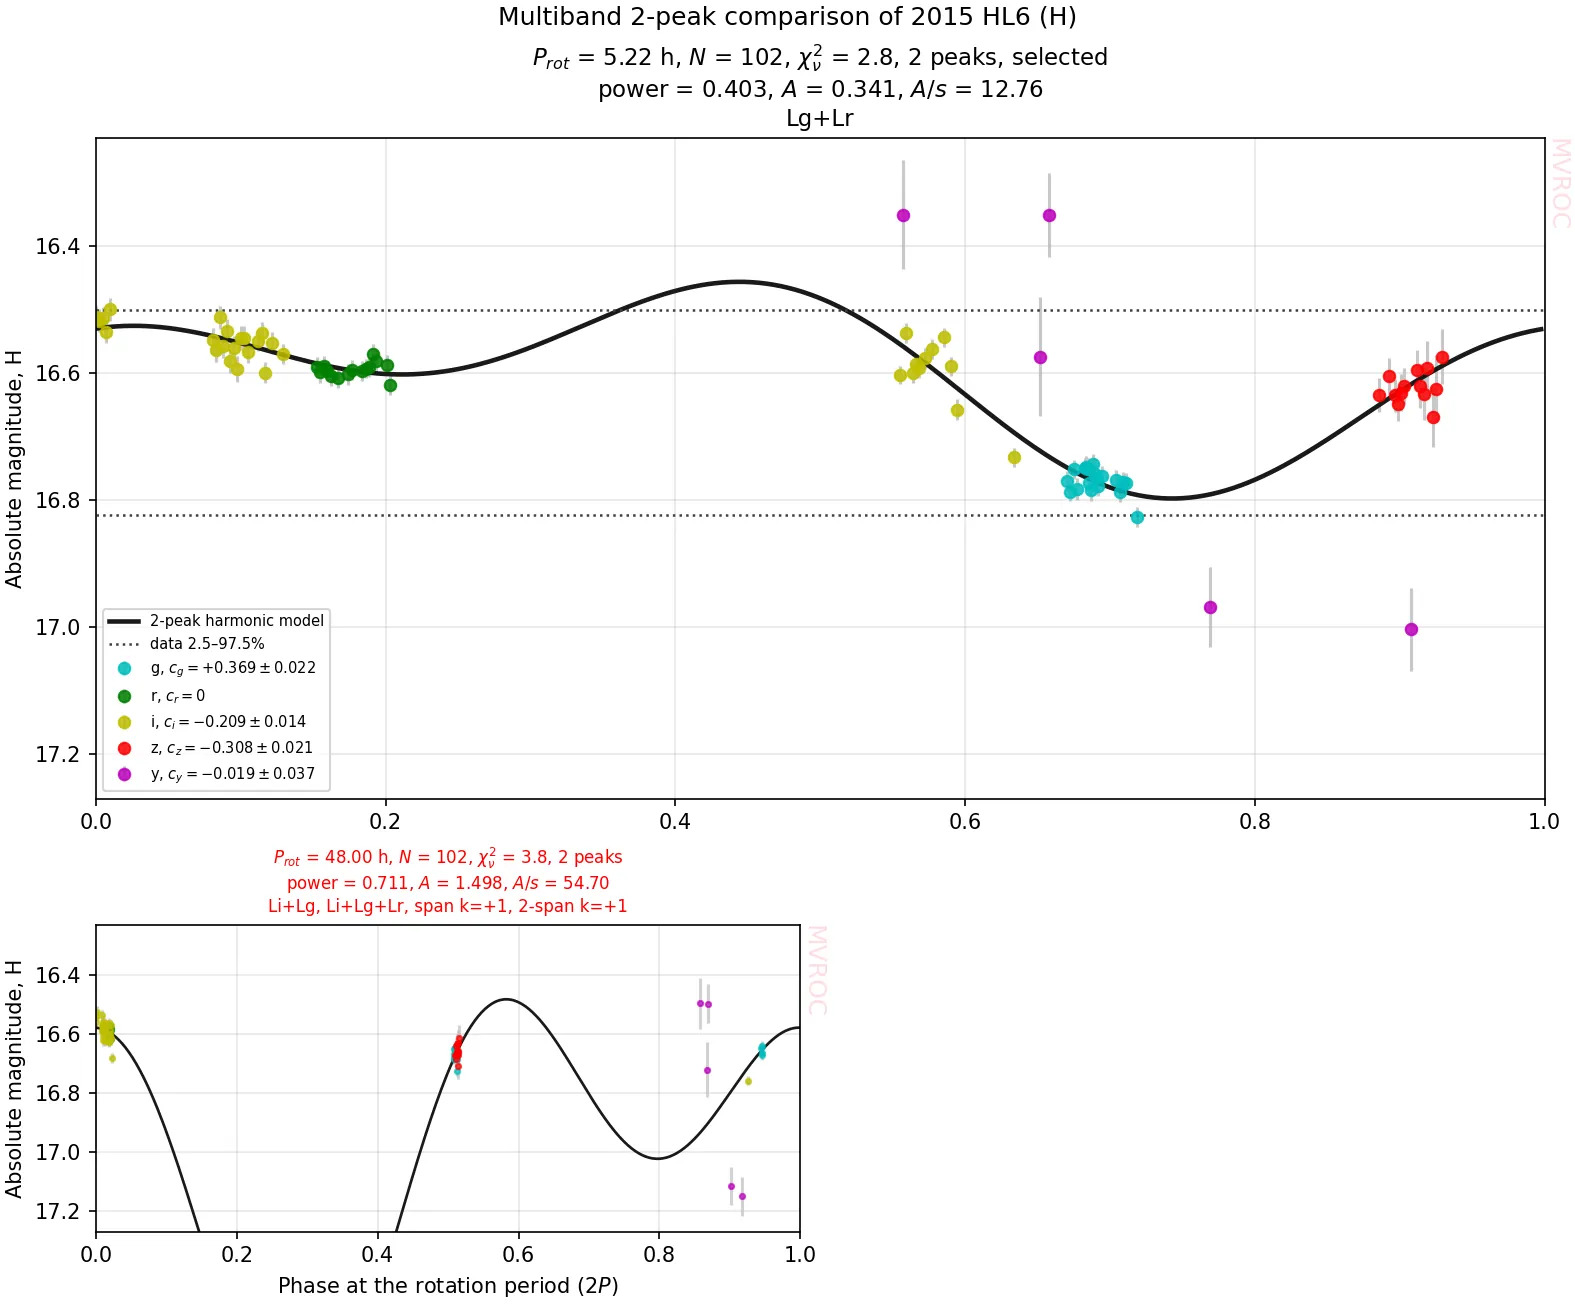 Multiband 2-peak comparison of 2015 HL6 (H)
P_rot = 5.22 h, N = 102, χ²_ν = 2.8, 2 peaks, selected
power = 0.403, A = 0.341, A/s = 12.76
Lg+Lr
MVROC
Absolute magnitude, H
16.4
16.6
16.8
17.0
17.2
2-peak harmonic model
data 2.5–97.5%
g, c_g = +0.369 ± 0.022
r, c_r = 0
i, c_i = −0.209 ± 0.014
z, c_z = −0.308 ± 0.021
y, c_y = −0.019 ± 0.037
0.0 0.2 0.4 0.6 0.8 1.0
P_rot = 48.00 h, N = 102, χ²_ν = 3.8, 2 peaks
power = 0.711, A = 1.498, A/s = 54.70
Li+Lg, Li+Lg+Lr, span k=+1, 2-span k=+1
MVROC
Absolute magnitude, H
16.4
16.6
16.8
17.0
17.2
0.0 0.2 0.4 0.6 0.8 1.0
Phase at the rotation period (2P)